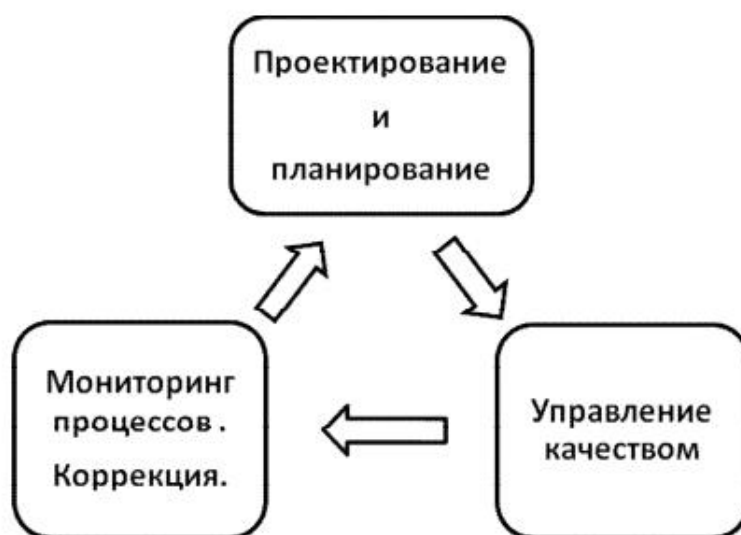 Проектирование
и
планирование
Мониторинг
процессов .
Коррекция.
Управление
качеством